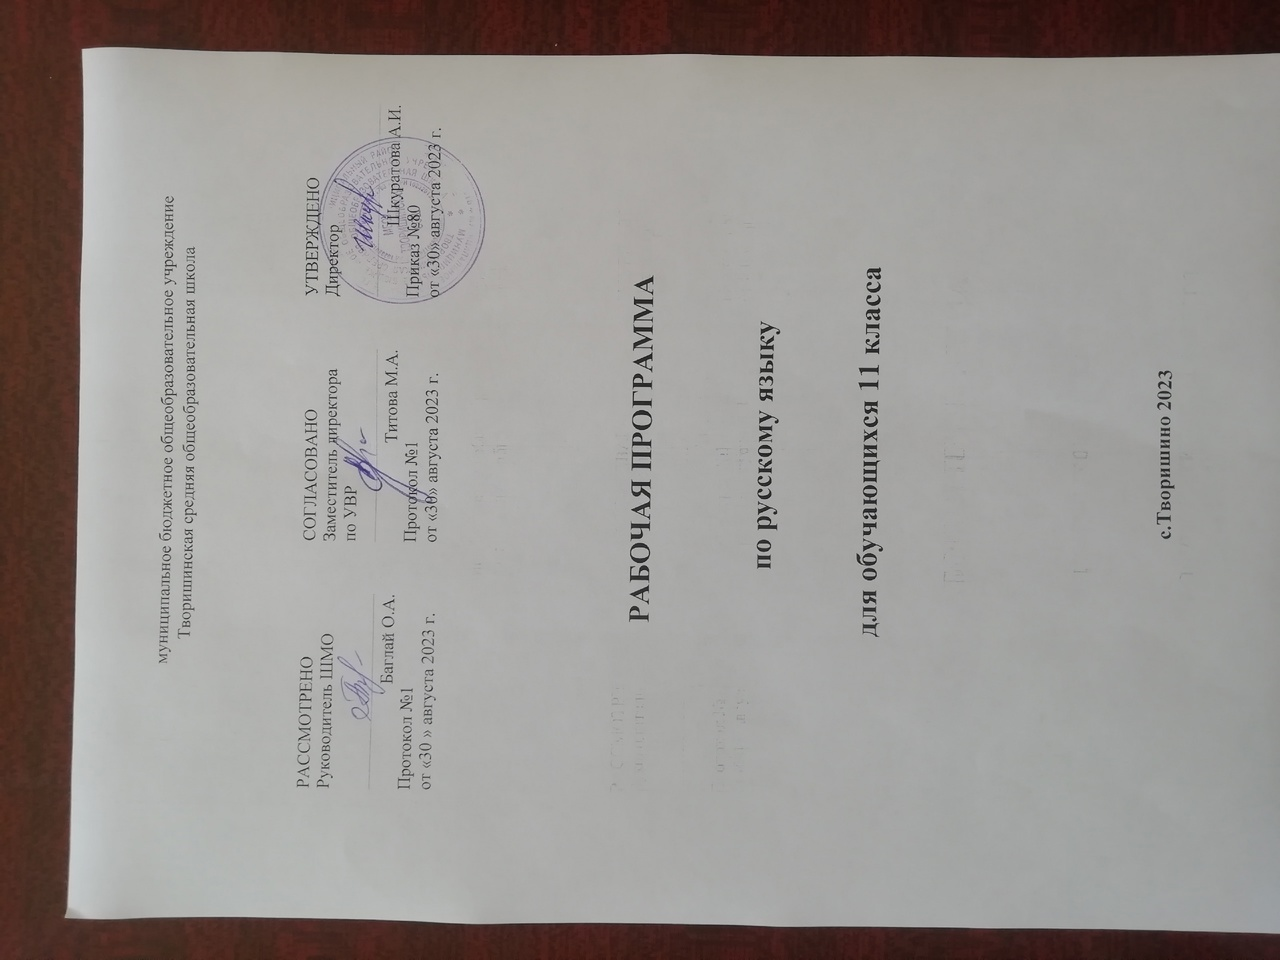 муниципальное бюджетное общеобразовательное учреждение
Творишинская средняя общеобразовательная школа
РАССМОТРЕНО
Руководитель ШМО
Баглай О.А.
Протокол №1
от «30 » августа 2023 г.
СОГЛАСОВАНО
Заместитель директора
по УВР
Титова М.А.
Протокол №1
от «30» августа 2023 г.
УТВЕРЖДЕНО
Директор
Шкуратова А.И.
Приказ №80
от «30» августа 2023 г.
РАБОЧАЯ ПРОГРАММА
по русскому языку
для обучающихся 11 класса
с.Творишино 2023